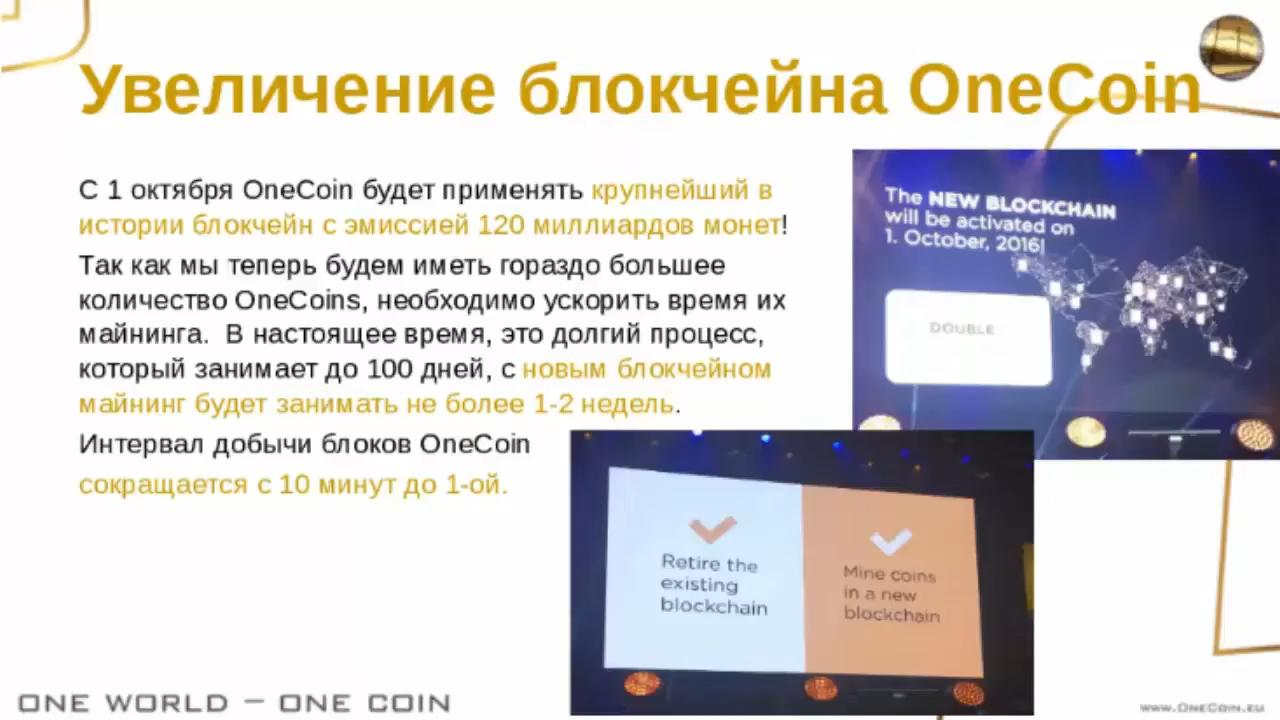 Увеличение блокчейна OneCoin
С 1 октября OneCoin будет применять крупнейший в
истории блокчейн с эмиссией 120 миллиардов монет!
Так как мы теперь будем иметь гораздо большее
количество OneCoins, необходимо ускорить время их
майнинга. В настоящее время, это долгий процесс,
который занимает до 100 дней, с новым блокчейном
майнинг будет занимать не более 1-2 недель.
Интервал добычи блоков OneCoin
сокращается с 10 минут до 1-ой.
The NEW BLOCKCHAIN
will be activated on
1. October, 2016|
DOUBLE
Retire the
existing
blockchain
Mine coins
in a new
blockchain
ONE WORLD – ONE COIN
www.OneCoin.eu